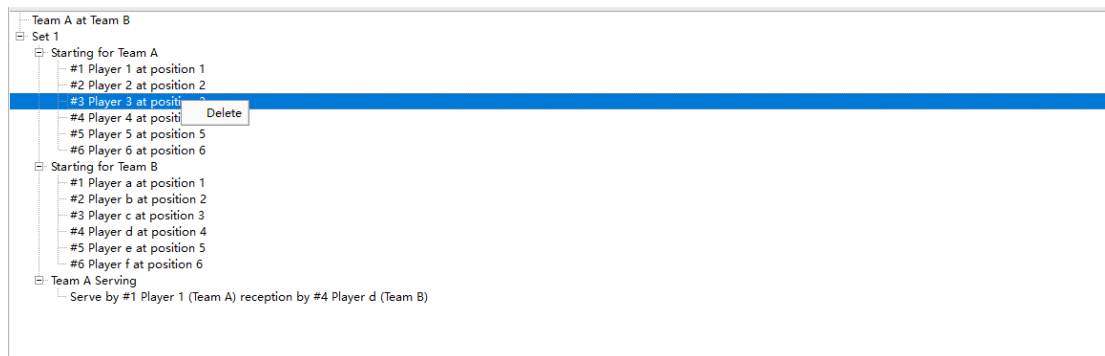 Team A at Team B
Set 1
Starting for Team A
#1 Player 1 at position 1
#2 Player 2 at position 2
#3 Player 3 at
Delete
#4 Player 4 at
#5 Player 5 at position 5
#6 Player 6 at position 6
Starting for Team B
#1 Player a at position 1
#2 Player b at position 2
#3 Player c at position 3
#4 Player d at position 4
#5 Player e at position 5
#6 Player f at position 6
Team A Serving
Serve by #1 Player 1 (Team A) reception by #4 Player d (Team B)